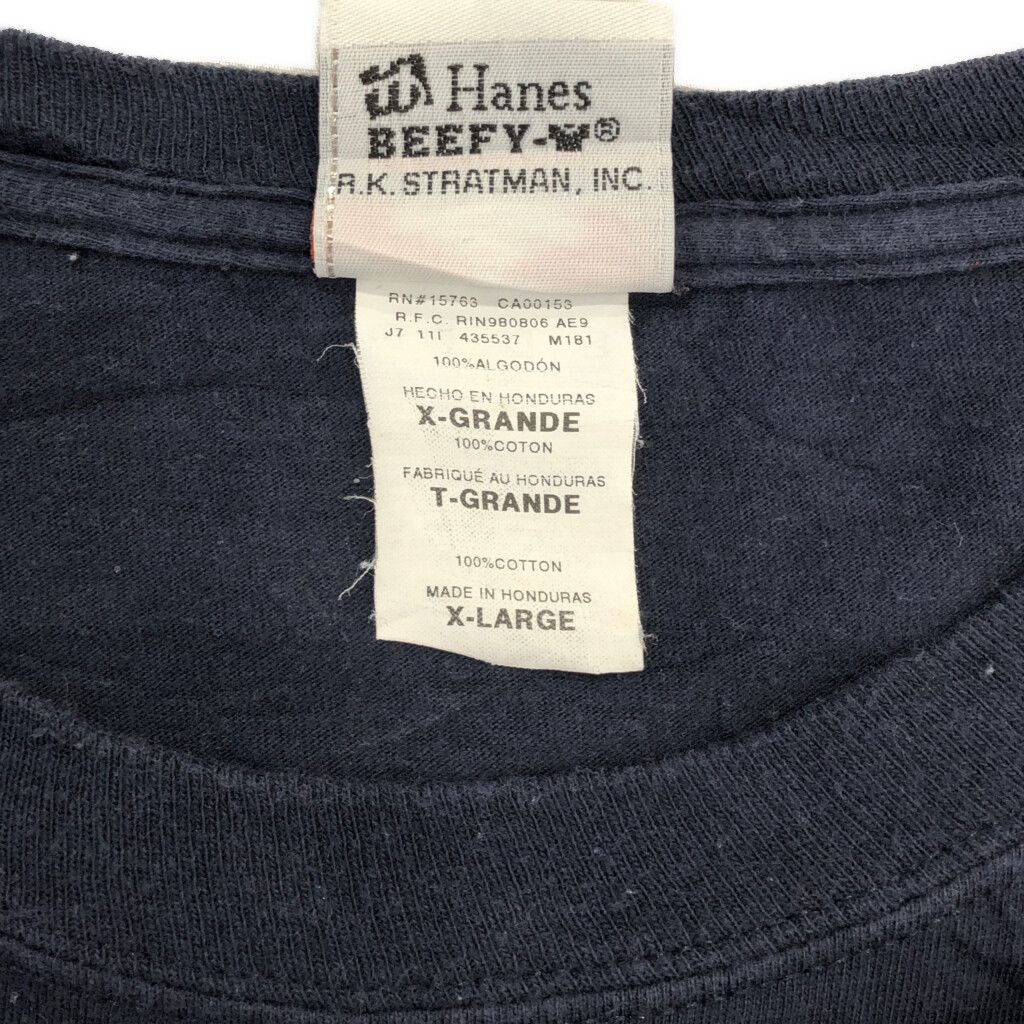 Hanes
BEEFY-T®
R.K. STRATMAN, INC.
RN#15763 CA00153
R.F.C. RIN980806 AE9
J7 11I 435537 M181
100%ALGODÓN
HECHO EN HONDURAS
X-GRANDE
100%COTON
FABRIQUÉ AU HONDURAS
T-GRANDE
100%COTTON
MADE IN HONDURAS
X-LARGE